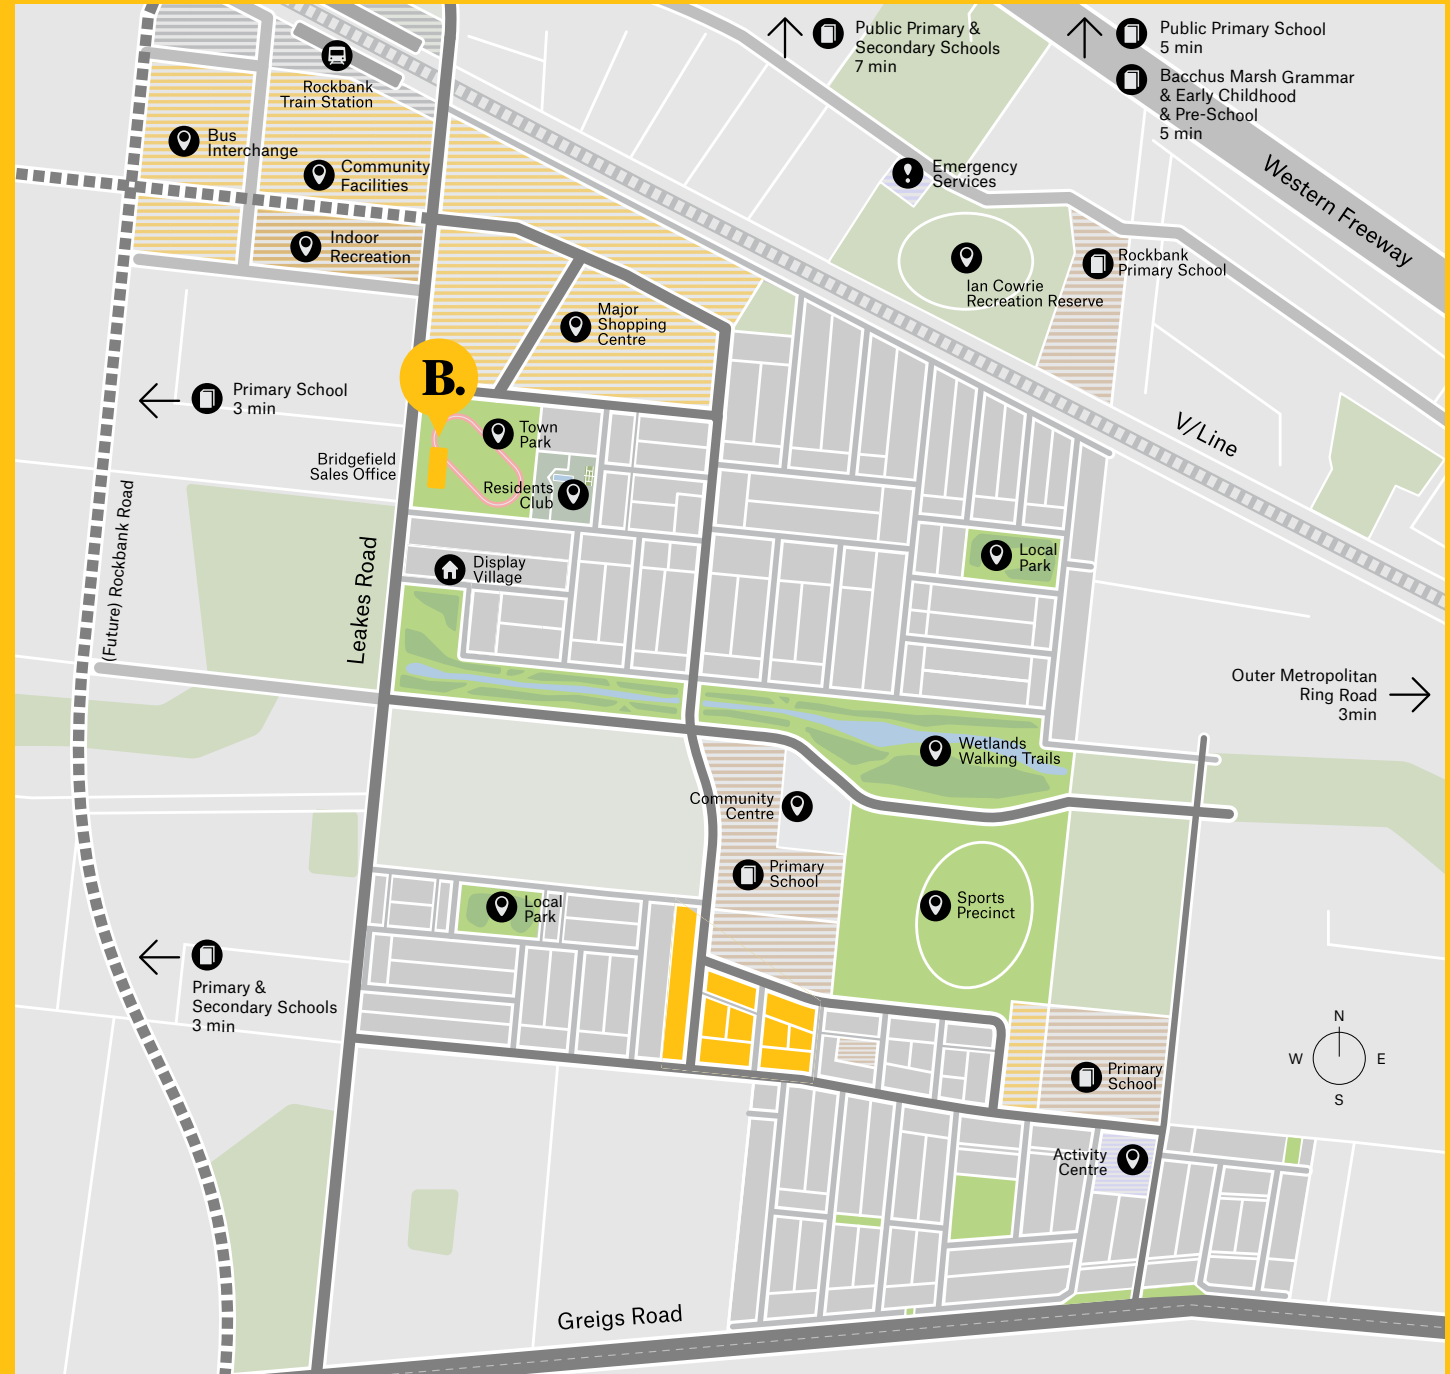 Public Primary &
Secondary Schools
7 min
Public Primary School
5 min
Bacchus Marsh Grammar
& Early Childhood
& Pre-School
5 min
Rockbank
Train Station
Bus
Interchange
Community
Facilities
Indoor
Recreation
Emergency
Services
Western Freeway
Rockbank
Primary School
Ian Cowrie
Recreation Reserve
Major
Shopping
Centre
B.
Primary School
3 min
Town
Park
V/Line
Bridgefield
Sales Office
Residents
Club
(Future) Rockbank Road
Leakes Road
Display
Village
Local
Park
Outer Metropolitan
Ring Road
3min
Wetlands
Walking Trails
Community
Centre
Primary
School
Sports
Precinct
Local
Park
Primary &
Secondary Schools
3 min
N
W
E
S
Primary
School
Activity
Centre
Greigs Road